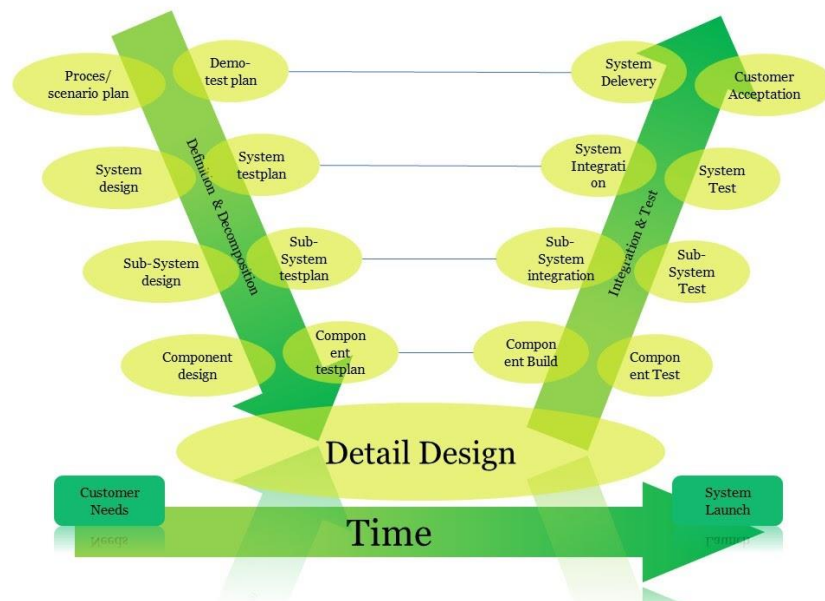 Proces/
scenario plan
Demo-
test plan
System
Delevery
Customer
Acceptation
System
design
System
testplan
System
Integrati
on
System
Test
Definition & Decomposition
Integration & Test
Sub-System
design
Sub-
System
testplan
Sub-
System
integration
Sub-
System
Test
Component
design
Compon
ent
testplan
Compon
ent Build
Compon
ent Test
Detail Design
Customer
Needs
System
Launch
Time